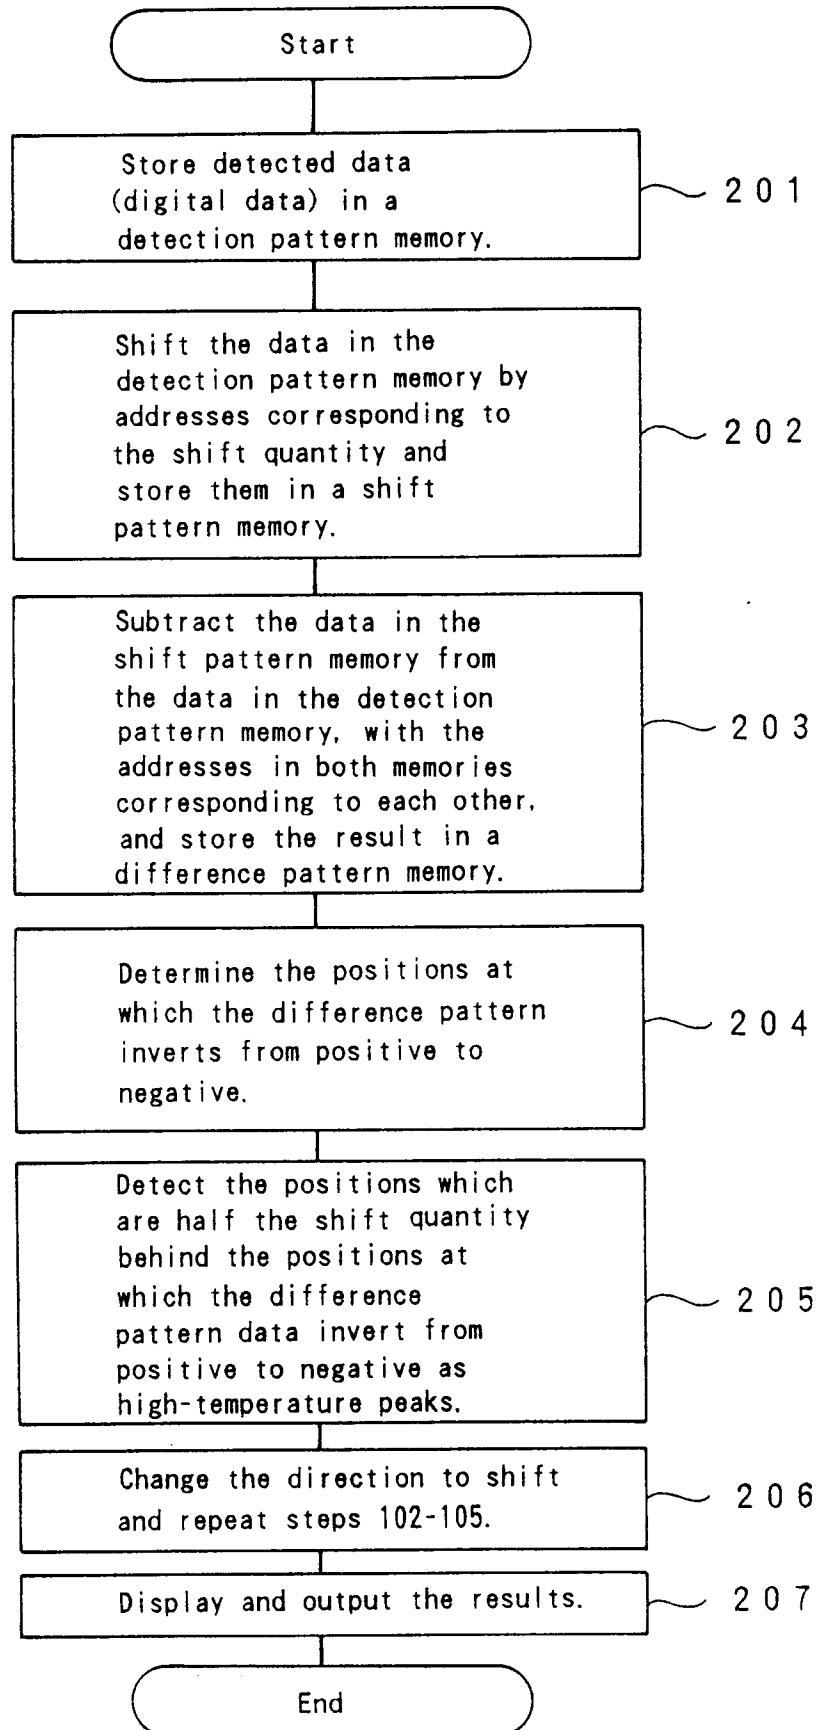 Start
Store detected data
(digital data) in a
detection pattern memory.
201
Shift the data in the
detection pattern memory by
addresses corresponding to
the shift quantity and
store them in a shift
pattern memory.
202
Subtract the data in the
shift pattern memory from
the data in the detection
pattern memory, with the
addresses in both memories
corresponding to each other,
and store the result in a
difference pattern memory.
203
Determine the positions at
which the difference pattern
inverts from positive to
negative.
204
Detect the positions which
are half the shift quantity
behind the positions at
which the difference
pattern data invert from
positive to negative as
high-temperature peaks.
205
Change the direction to shift
and repeat steps 102-105.
206
Display and output the results.
207
End